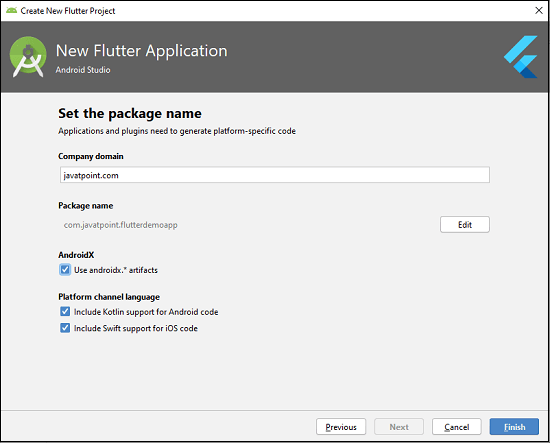 Create New Flutter Project
New Flutter Application
Android Studio
Set the package name
Applications and plugins need to generate platform-specific code
Company domain
javatpoint.com
Package name
com.javatpoint.flutterdemoapp
Edit
AndroidX
Use androidx.* artifacts
Platform channel language
Include Kotlin support for Android code
Include Swift support for iOS code
Previous
Next
Cancel
Finish